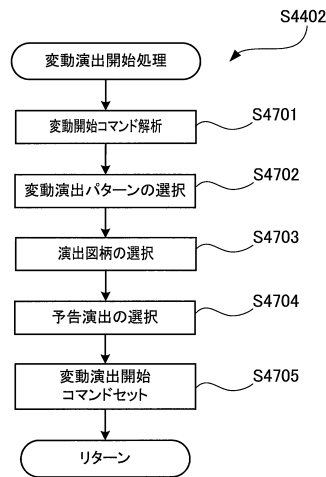 S4402
変動演出開始処理
変動開始コマンド解析
S4701
変動演出パターンの選択
S4702
演出図柄の選択
S4703
予告演出の選択
S4704
変動演出開始
コマンドセット
S4705
リターン